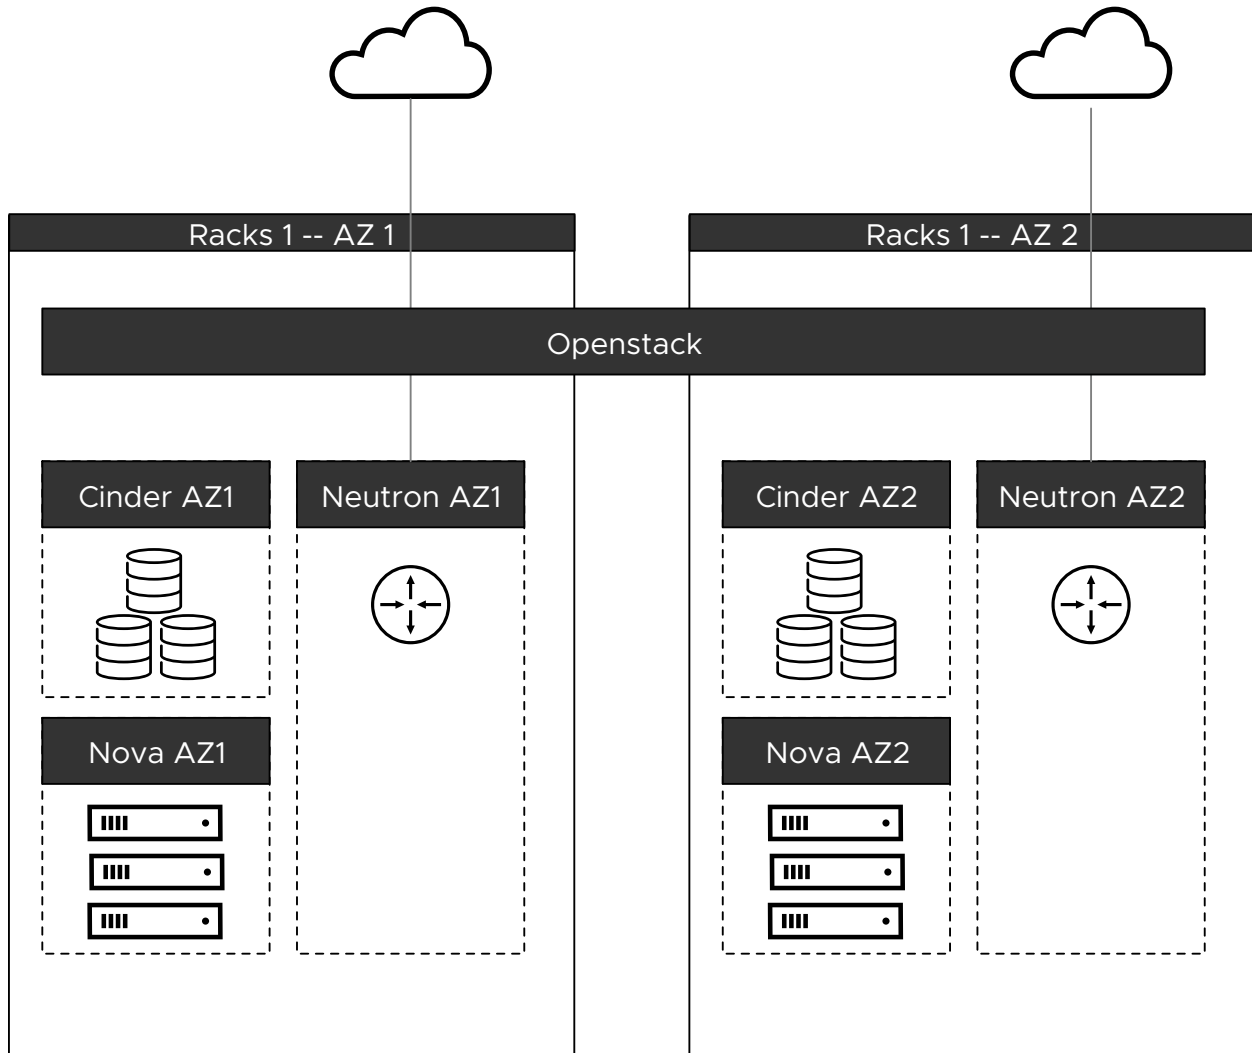 Racks 1 -- AZ 1
Racks 1 -- AZ 2
Openstack
Cinder AZ1
Neutron AZ1
Cinder AZ2
Neutron AZ2
Nova AZ1
Nova AZ2